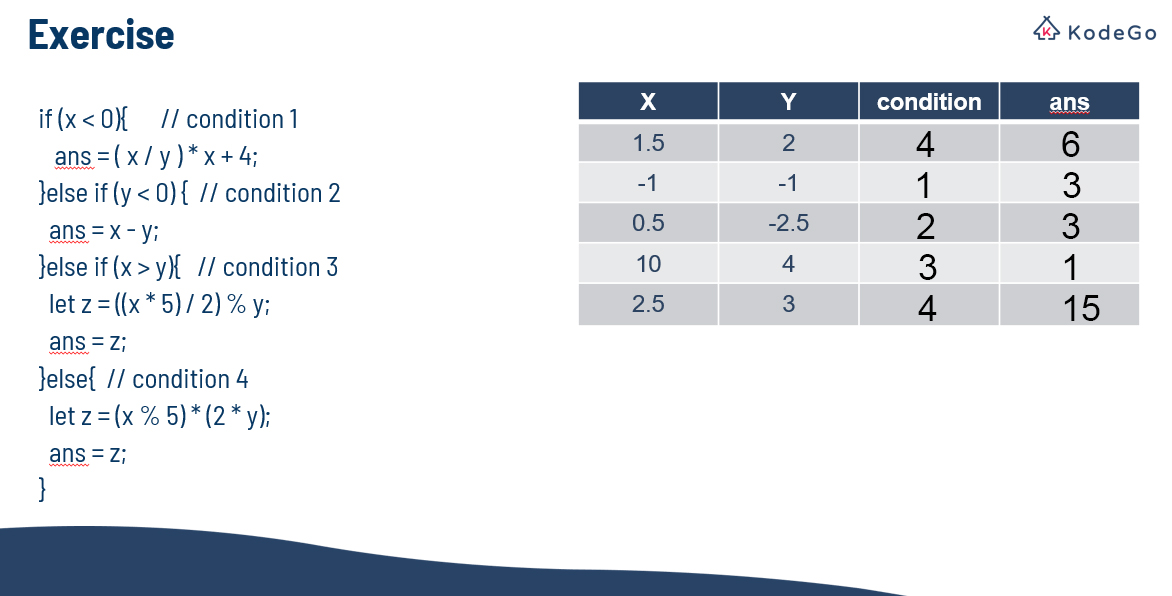 Exercise
KodeGo
if (x < 0){ // condition 1
ans = ( x / y ) * x + 4;
}else if (y < 0) { // condition 2
ans = x - y;
}else if (x > y){ // condition 3
let z = ((x * 5) / 2) % y;
ans = z;
}else{ // condition 4
let z = (x % 5) * (2 * y);
ans = z;
}
X Y condition ans
1.5 2 4 6
-1 -1 1 3
0.5 -2.5 2 3
10 4 3 1
2.5 3 4 15